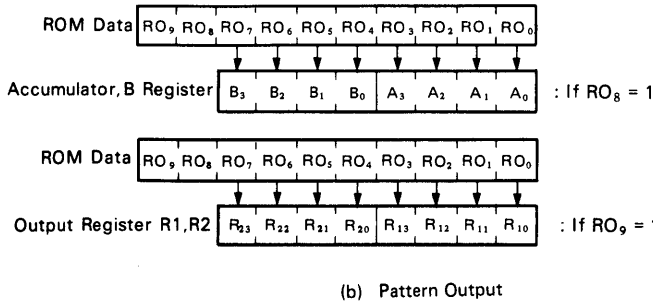 ROM Data RO₉ RO₈ RO₇ RO₆ RO₅ RO₄ RO₃ RO₂ RO₁ RO₀
Accumulator, B Register B₃ B₂ B₁ B₀ A₃ A₂ A₁ A₀ : If RO₈ = 1
ROM Data RO₉ RO₈ RO₇ RO₆ RO₅ RO₄ RO₃ RO₂ RO₁ RO₀
Output Register R1, R2 R₂₃ R₂₂ R₂₁ R₂₀ R₁₃ R₁₂ R₁₁ R₁₀ : If RO₉ =
(b) Pattern Output